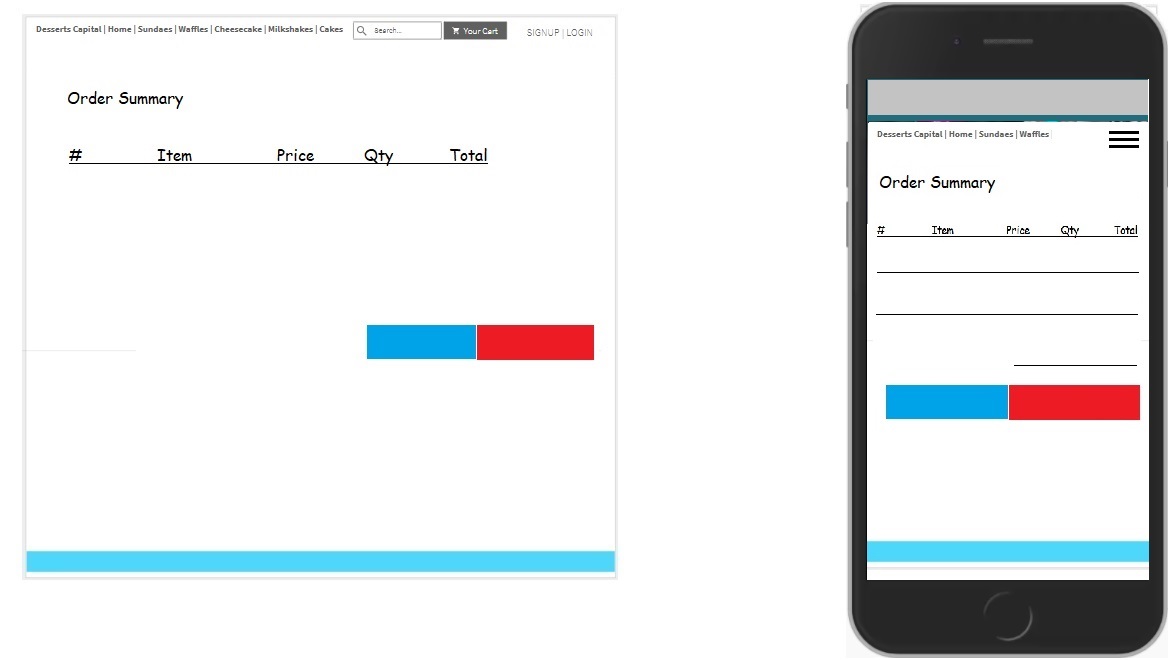 Desserts Capital | Home | Sundaes | Waffles | Cheesecake | Milkshakes | Cakes Search... Your Cart SIGNUP | LOGIN
Order Summary
# Item Price Qty Total
Desserts Capital | Home | Sundaes | Waffles
Order Summary
# Item Price Qty Total